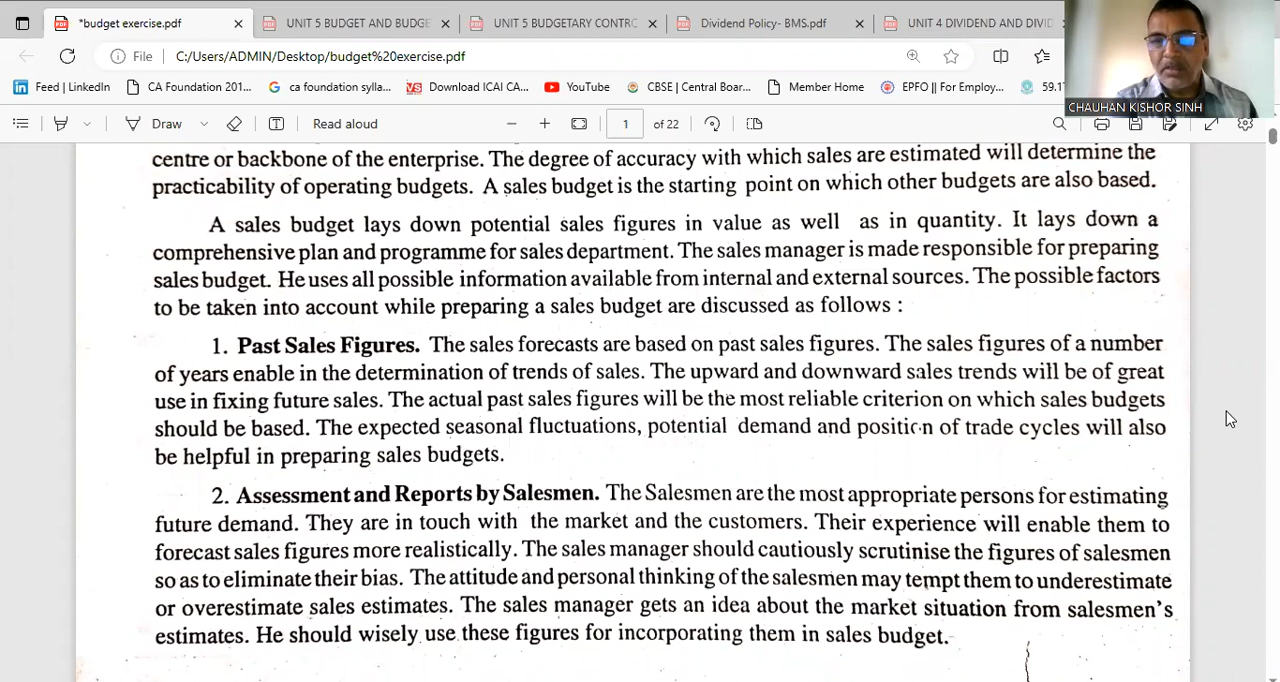 *budget exercise.pdf
UNIT 5 BUDGET AND BUDGE
UNIT 5 BUDGETARY CONTRC
Dividend Policy- BMS.pdf
UNIT 4 DIVIDEND AND DIVID
File
C:/Users/ADMIN/Desktop/budget%20exercise.pdf
Feed | LinkedIn
CA Foundation 201...
ca foundation sylla...
Download ICAI CA...
YouTube
CBSE | Central Boar...
Member Home
EPFO || For Employ...
59.1
CHAUHAN KISHOR SINH
Draw
Read aloud
1 of 22
centre or backbone of the enterprise. The degree of accuracy with which sales are estimated will determine the
practicability of operating budgets. A sales budget is the starting point on which other budgets are also based.
A sales budget lays down potential sales figures in value as well as in quantity. It lays down a
comprehensive plan and programme for sales department. The sales manager is made responsible for preparing
sales budget. He uses all possible information available from internal and external sources. The possible factors
to be taken into account while preparing a sales budget are discussed as follows :
1. Past Sales Figures. The sales forecasts are based on past sales figures. The sales figures of a number
of years enable in the determination of trends of sales. The upward and downward sales trends will be of great
use in fixing future sales. The actual past sales figures will be the most reliable criterion on which sales budgets
should be based. The expected seasonal fluctuations, potential demand and position of trade cycles will also
be helpful in preparing sales budgets.
2. Assessment and Reports by Salesmen. The Salesmen are the most appropriate persons for estimating
future demand. They are in touch with the market and the customers. Their experience will enable them to
forecast sales figures more realistically. The sales manager should cautiously scrutinise the figures of salesmen
so as to eliminate their bias. The attitude and personal thinking of the salesmen may tempt them to underestimate
or overestimate sales estimates. The sales manager gets an idea about the market situation from salesmen's
estimates. He should wisely use these figures for incorporating them in sales budget.